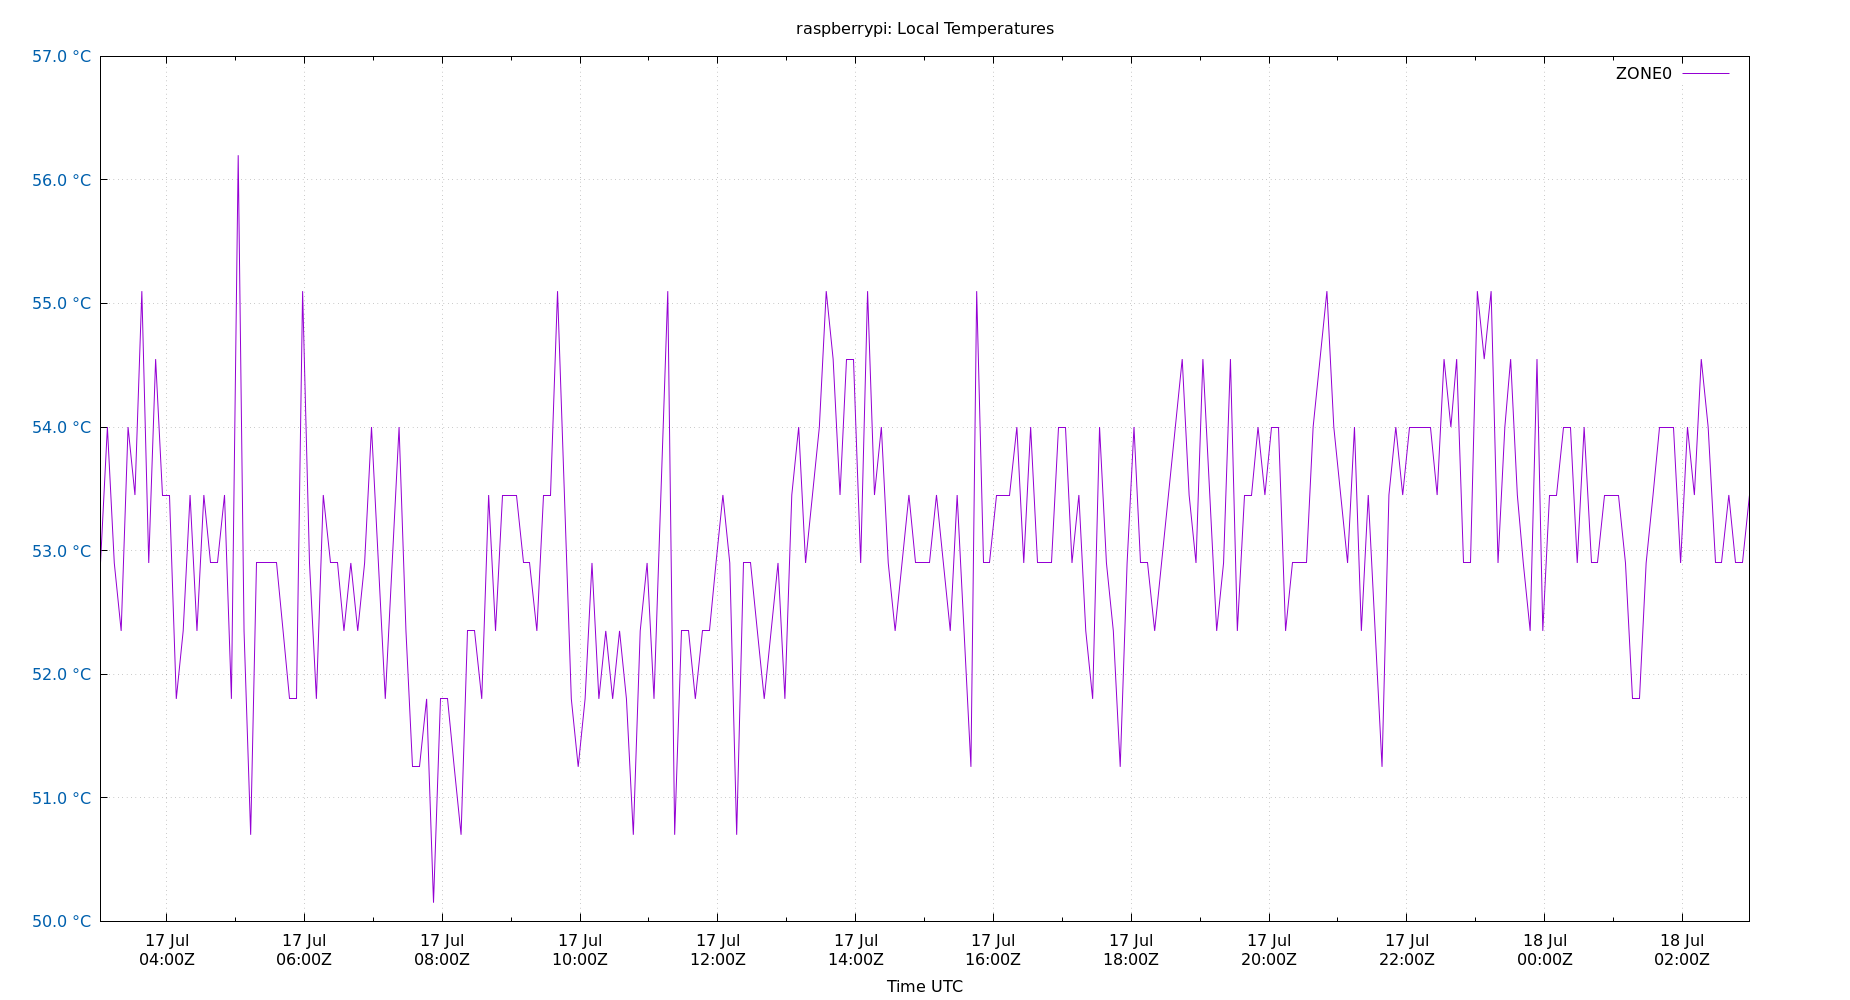 raspberrypi: Local Temperatures
57.0 °C
56.0 °C
55.0 °C
54.0 °C
53.0 °C
52.0 °C
51.0 °C
50.0 °C
ZONE0
17 Jul 17 Jul 17 Jul 17 Jul 17 Jul 17 Jul 17 Jul 17 Jul 17 Jul 17 Jul 18 Jul 18 Jul
04:00Z 06:00Z 08:00Z 10:00Z 12:00Z 14:00Z 16:00Z 18:00Z 20:00Z 22:00Z 00:00Z 02:00Z
Time UTC